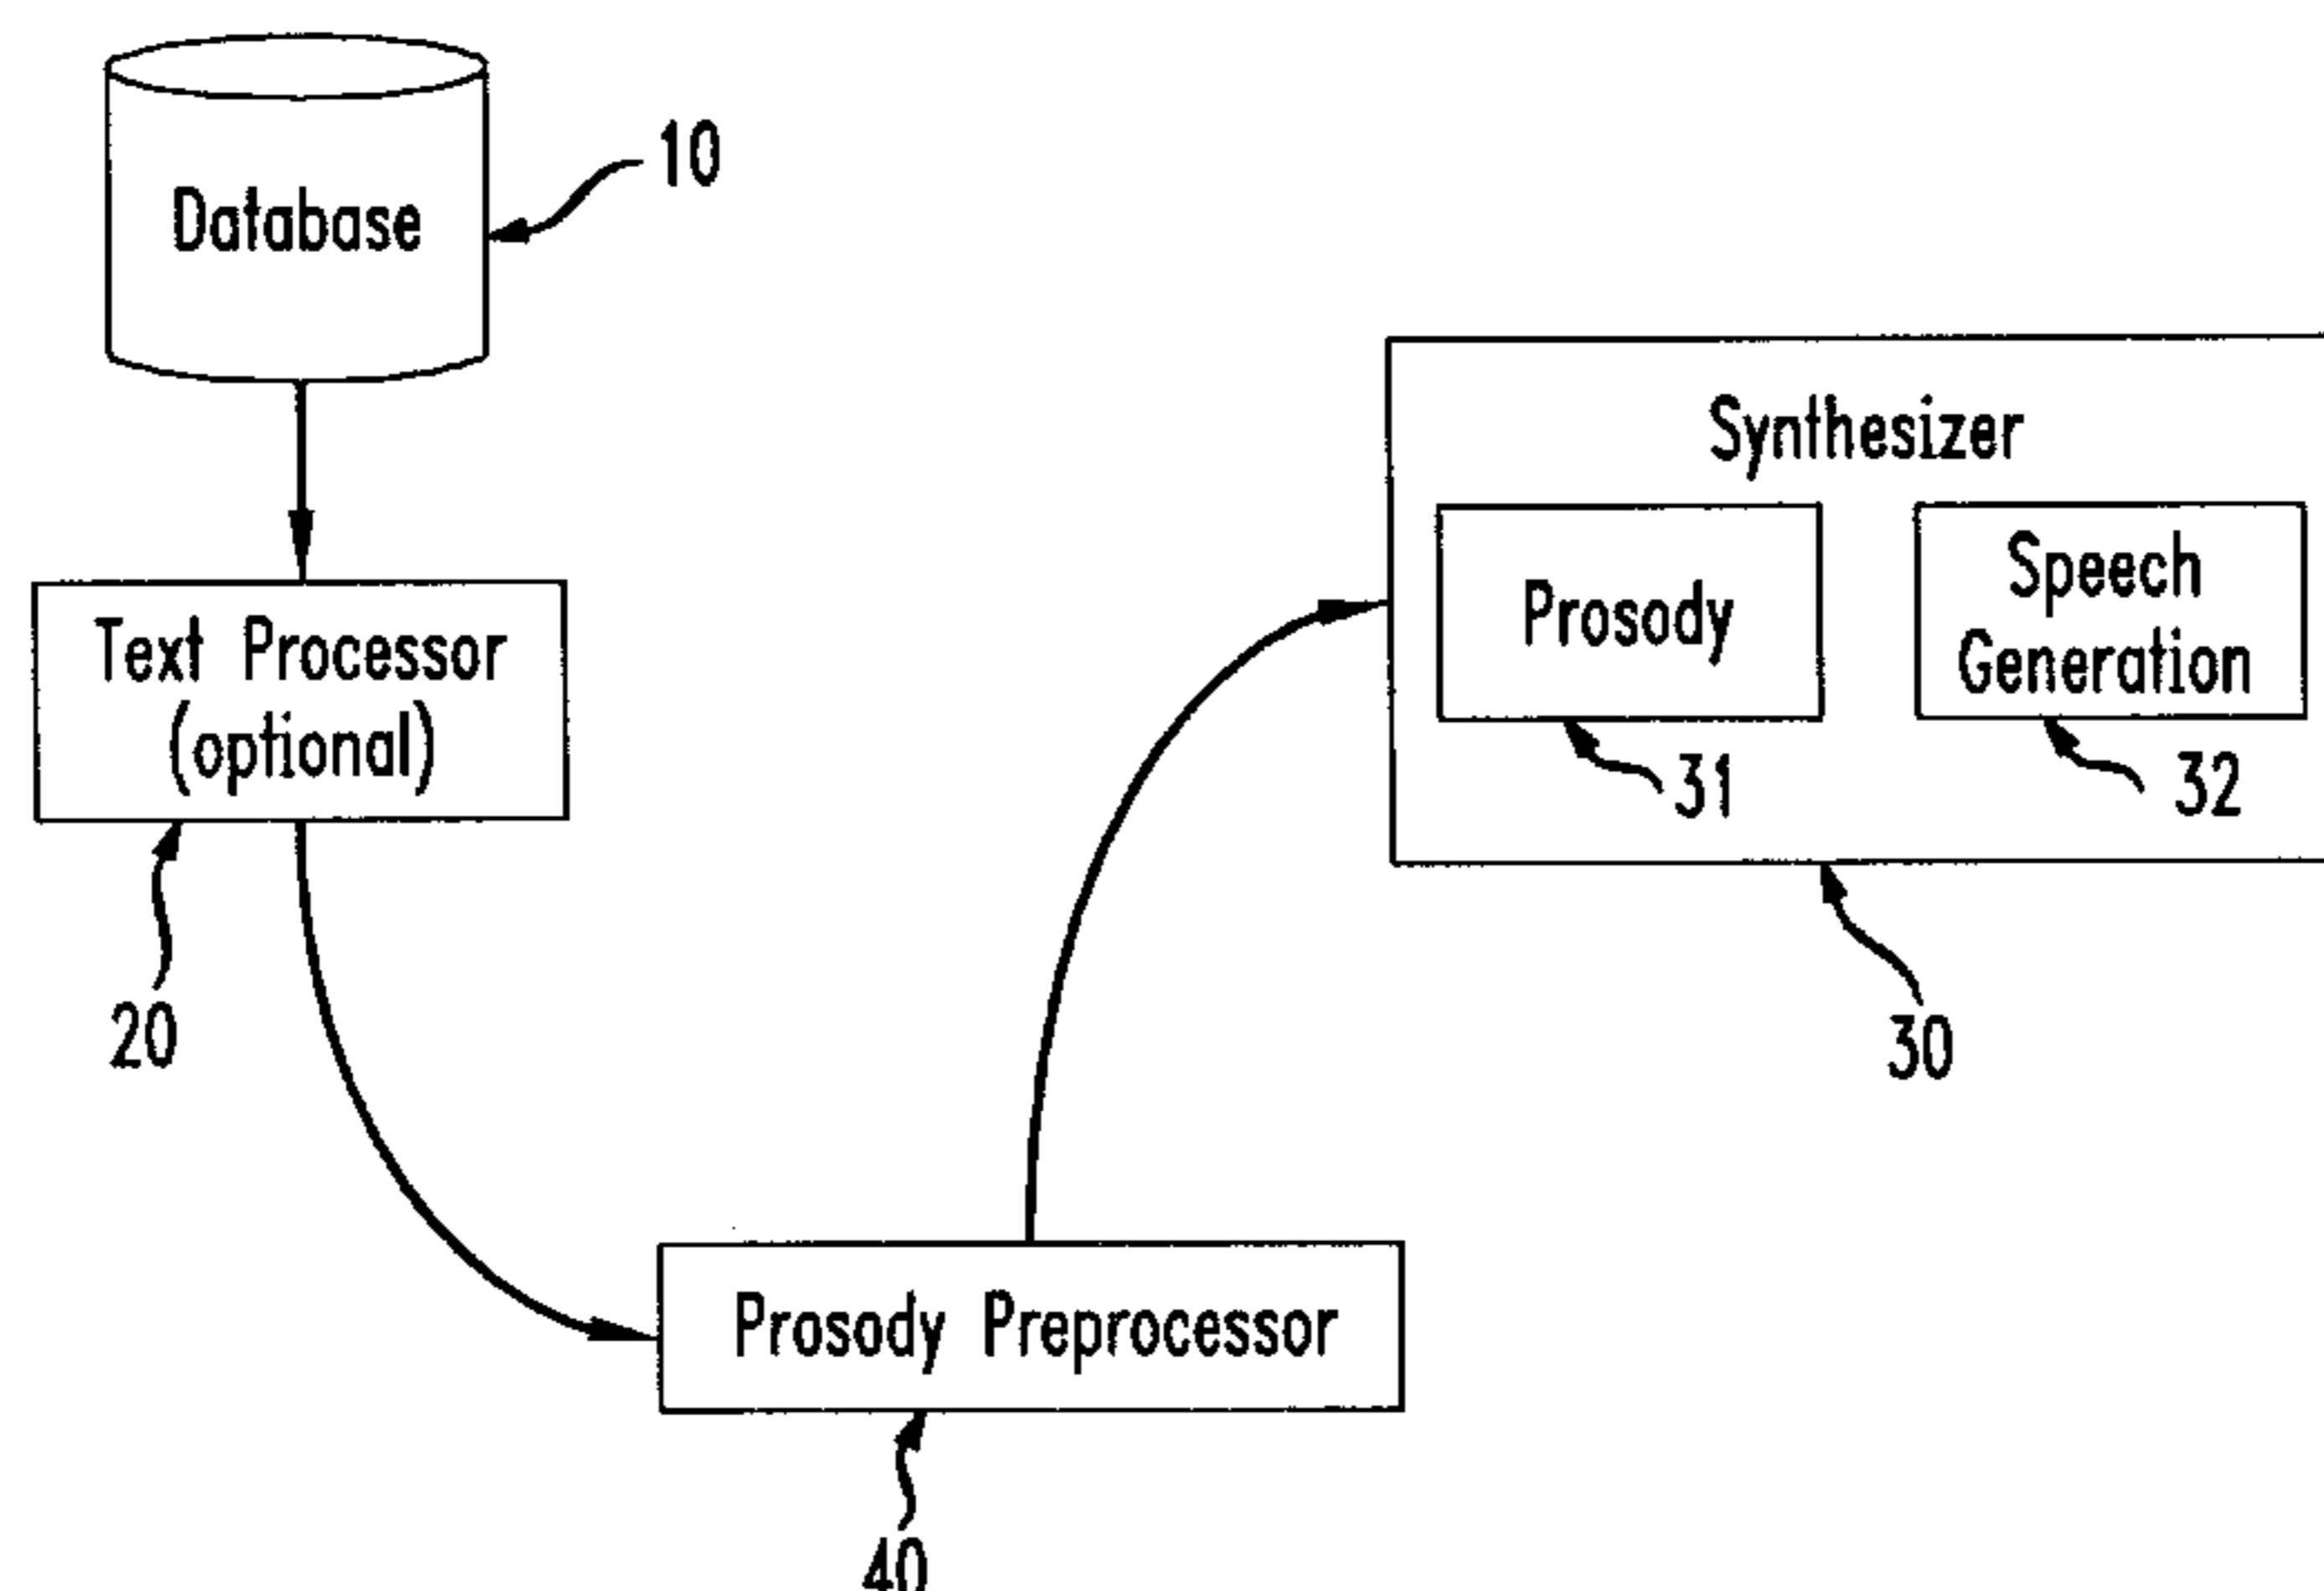 Database
10
Text Processor
(optional)
20
Synthesizer
Prosody
31
Speech
Generation
32
30
Prosody Preprocessor
40